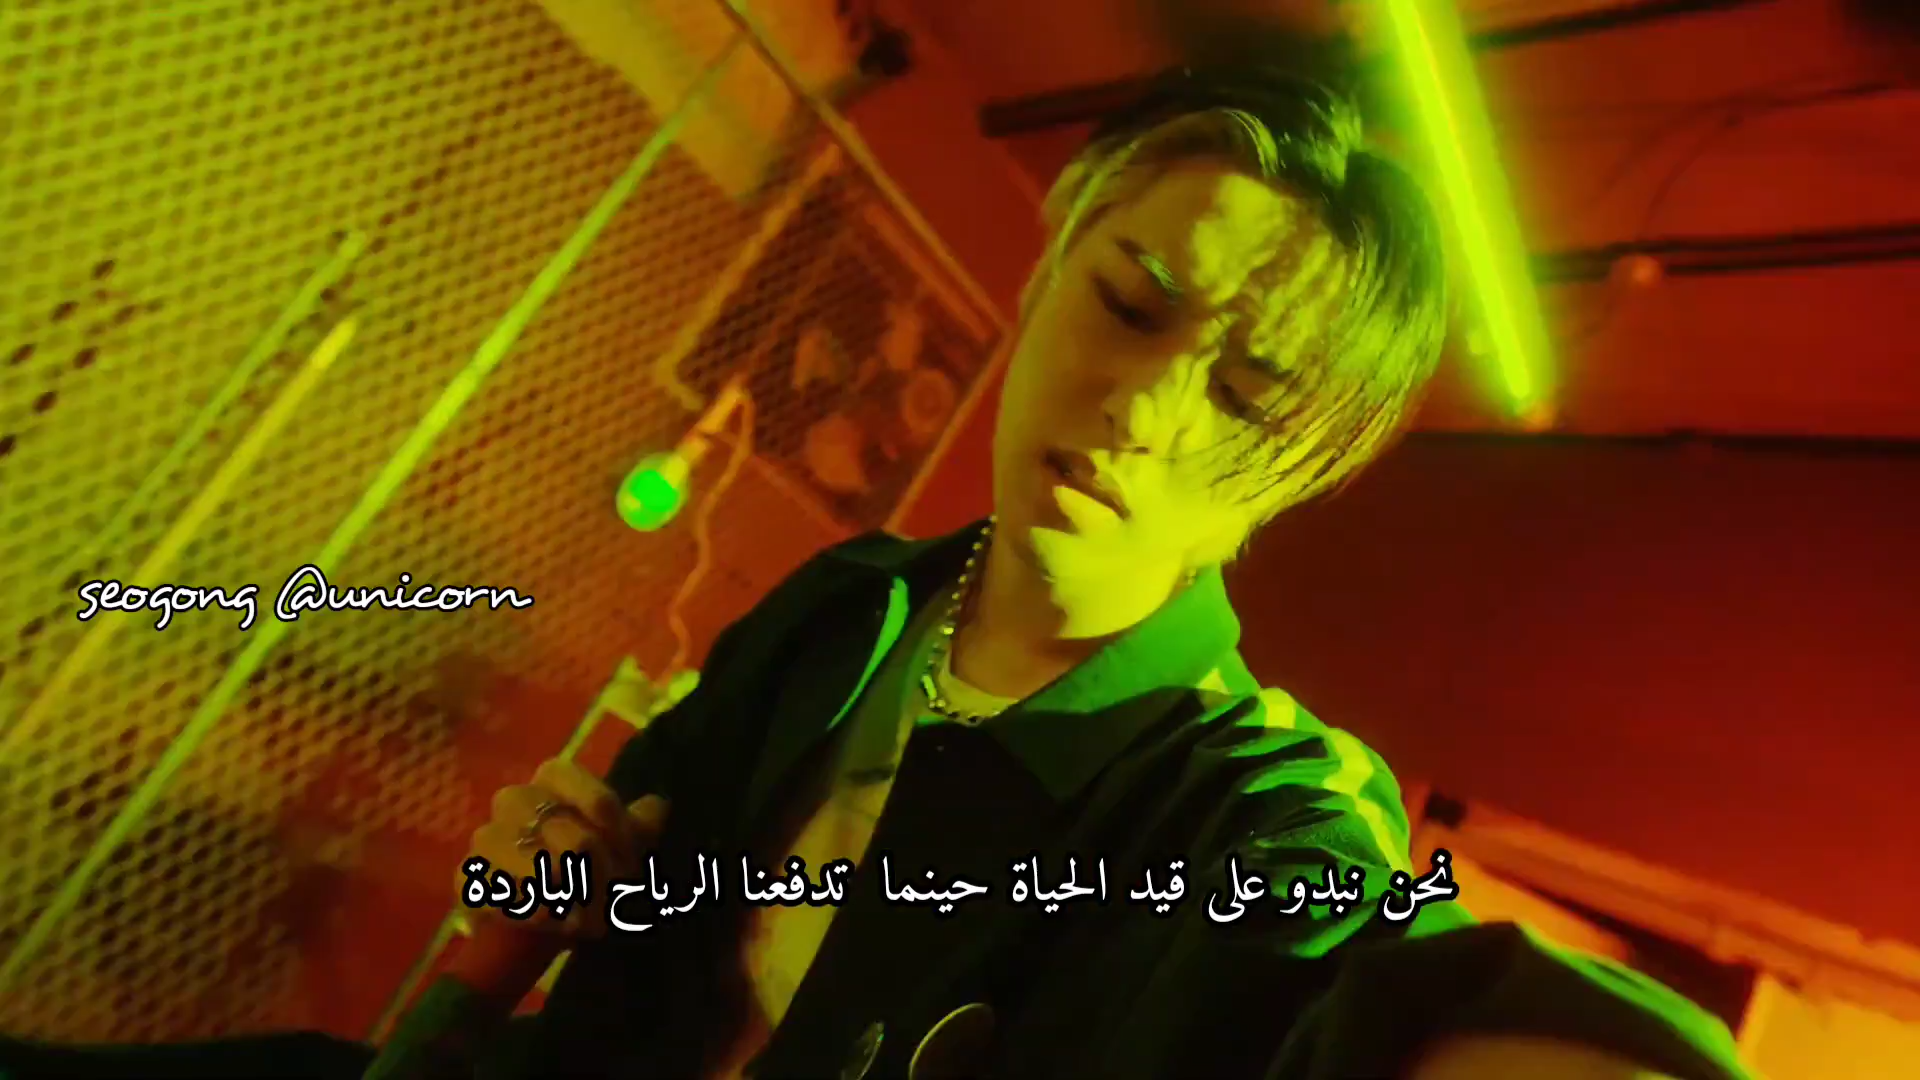 seogong @unicorn
نحن نبدو على قيد الحياة حينما تدفعنا الرياح الباردة